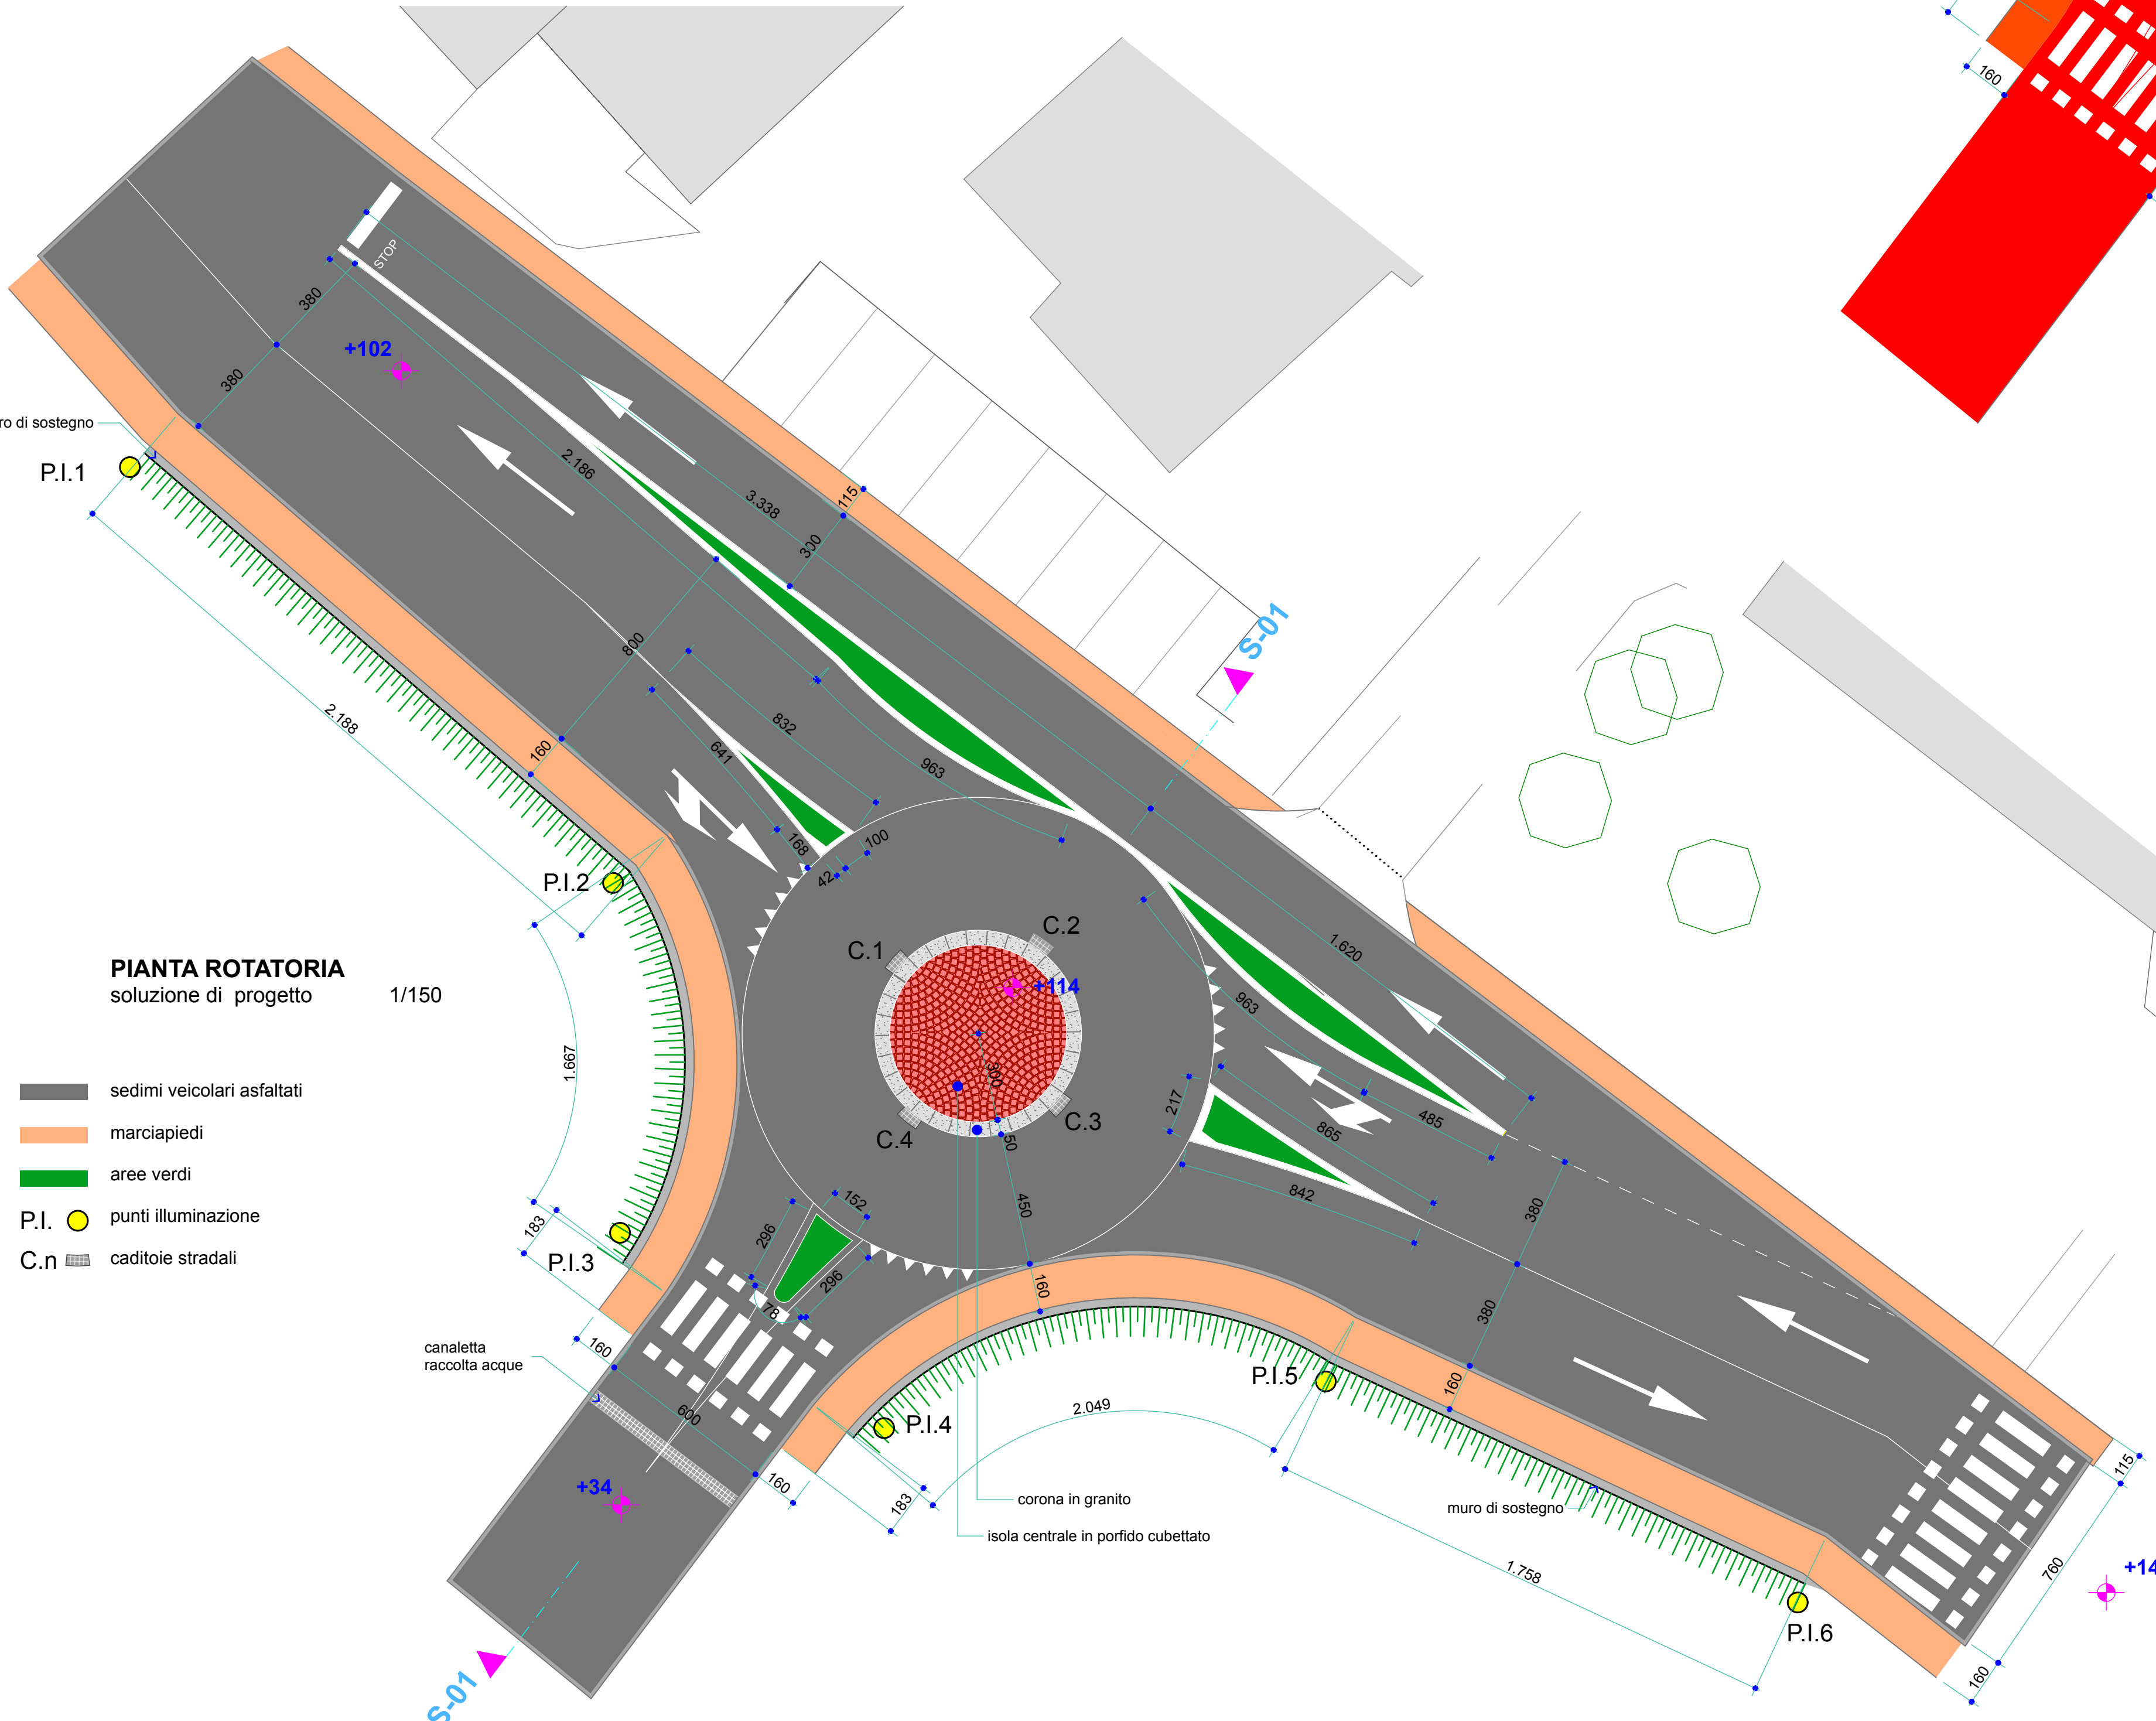 160
STOP
380
+102
380
ro di sostegno
P.I.1
2.186
3.338
115
300
S-01
800
2.188
832
641
160
963
168
100
42
P.I.2
C.2
C.1
1.620
PIANTA ROTATORIA
soluzione di progetto
1/150
+114
963
1.667
300
217
485
sedimi veicolari asfaltati
marciapiedi
aree verdi
P.I.
punti illuminazione
C.n
caditoie stradali
C.3
C.4
50
865
842
450
152
296
380
183
P.I.3
296
78
160
380
canaletta
raccolta acque
160
P.I.5
160
600
2.049
P.I.4
+34
160
183
corona in granito
isola centrale in porfido cubettato
muro di sostegno
115
1.758
760
+14
P.I.6
160
S-01